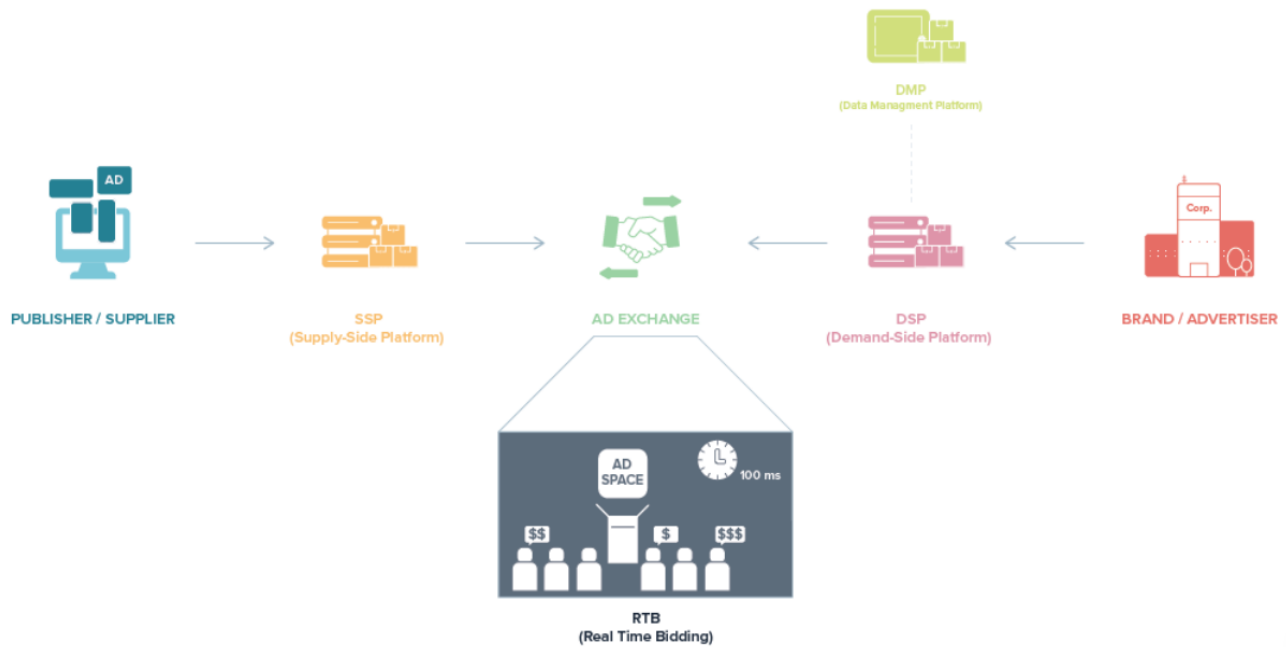 DMP
(Data Managment Platform)
AD
Corp.
PUBLISHER / SUPPLIER
SSP
(Supply-Side Platform)
AD EXCHANGE
DSP
(Demand-Side Platform)
BRAND / ADVERTISER
AD
SPACE
100 ms
$$
$
$$$
RTB
(Real Time Bidding)